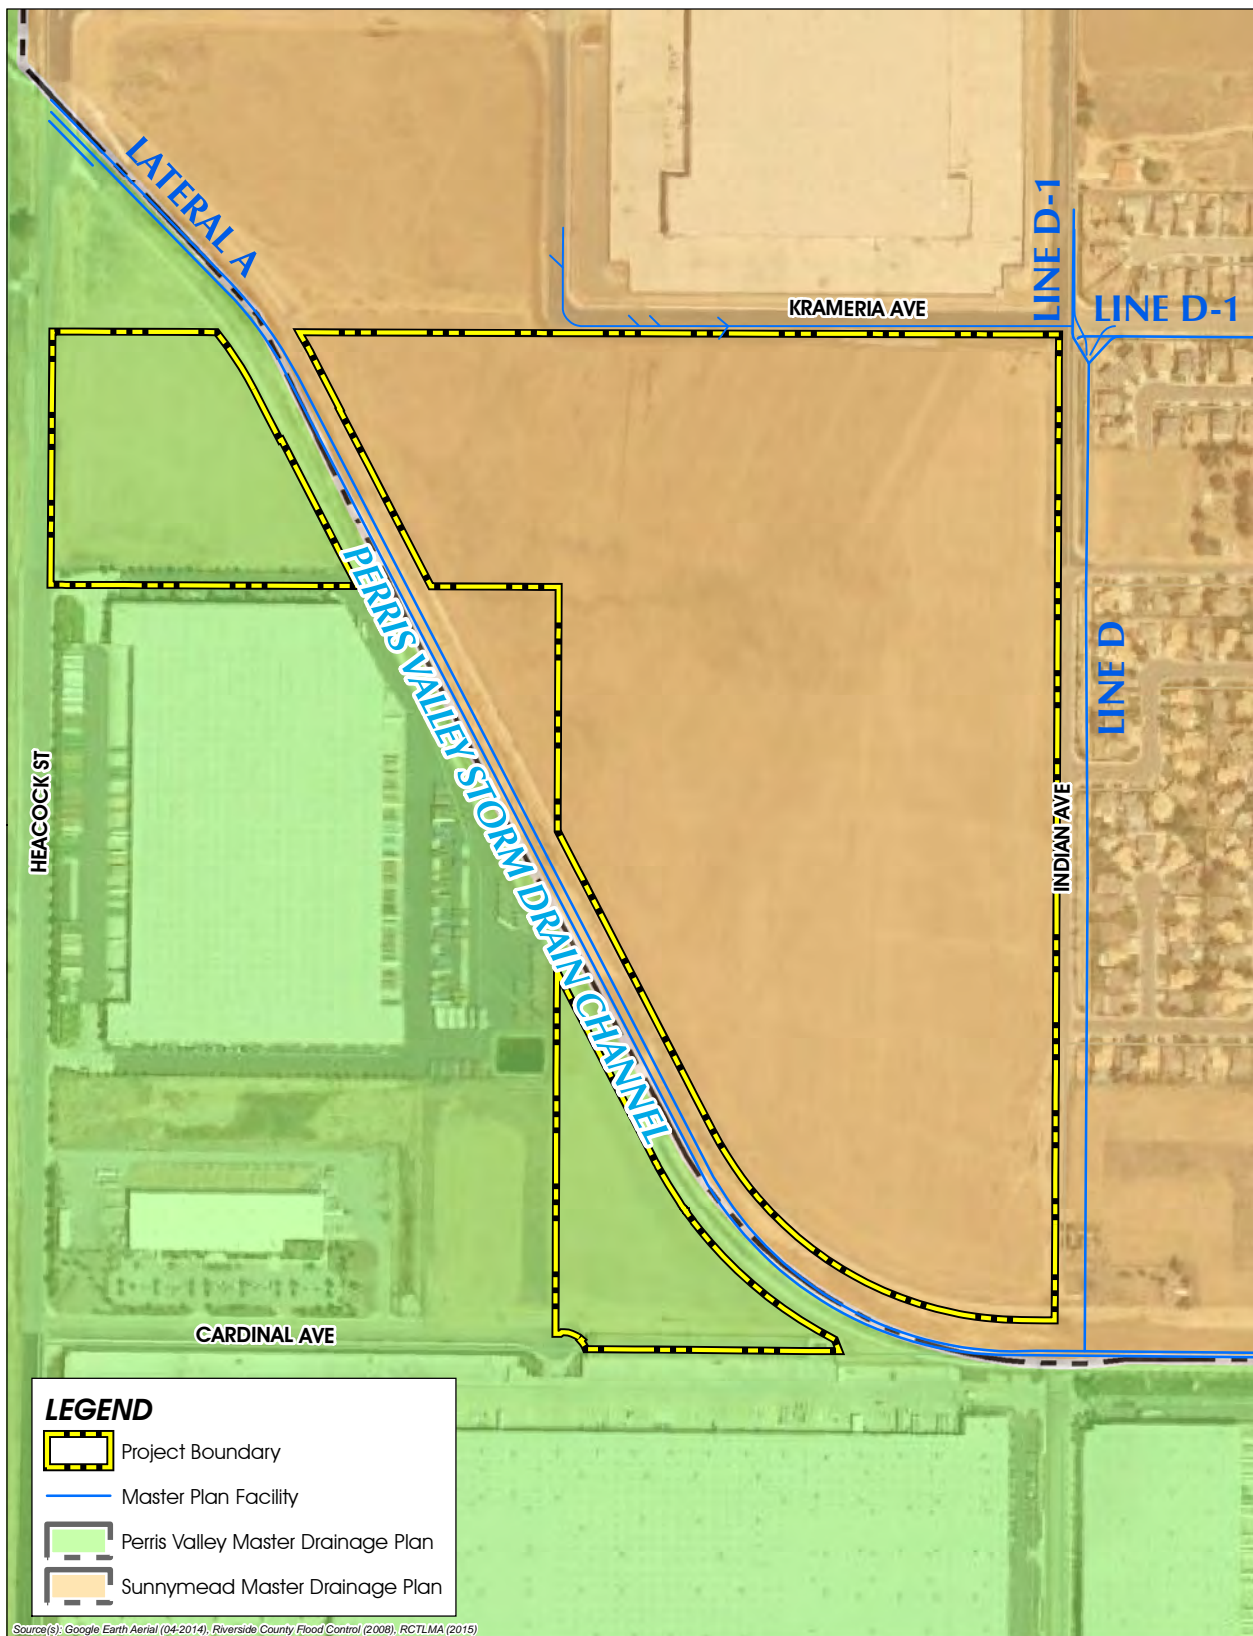 LATERAL A
LINE D-1
LINE D-1
KRAMERIA AVE
PERRIS VALLEY STORM DRAIN CHANNEL
LINE D
HEACOCK ST
INDIAN AVE
CARDINAL AVE
LEGEND
Project Boundary
Master Plan Facility
Perris Valley Master Drainage Plan
Sunnymead Master Drainage Plan
Source(s): Google Earth Aerial (04-2014), Riverside County Flood Control (2008), RCTLMA (2015)